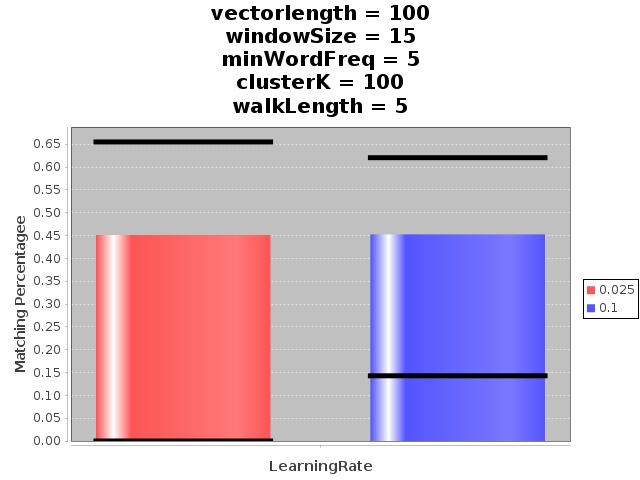 vectorlength = 100
windowSize = 15
minWordFreq = 5
clusterK = 100
walkLength = 5
0.65
0.60
0.55
0.50
0.45
0.40
0.35
0.30
0.25
0.20
0.15
0.10
0.05
0.00
Matching Percentagee
LearningRate
0.025
0.1